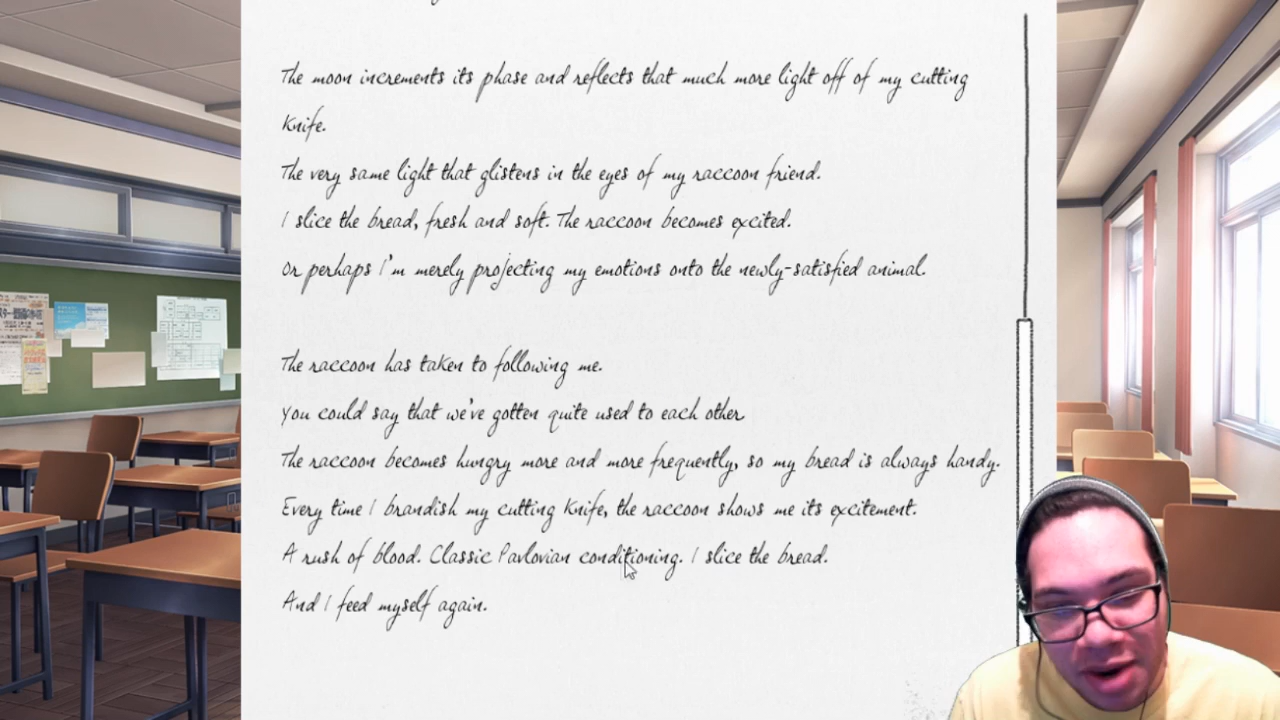 The moon increments its phase and reflects that much more light off of my cutting
knife.
The very same light that glistens in the eyes of my raccoon friend.
I slice the bread, fresh and soft. The raccoon becomes excited.
Or perhaps I'm merely projecting my emotions onto the newly-satisfied animal.
The raccoon has taken to following me.
You could say that we've gotten quite used to each other
The raccoon becomes hungry more and more frequently, so my bread is always handy.
Every time I brandish my cutting knife, the raccoon shows me its excitement.
A rush of blood. Classic Pavlovian conditioning. I slice the bread.
And I feed myself again.